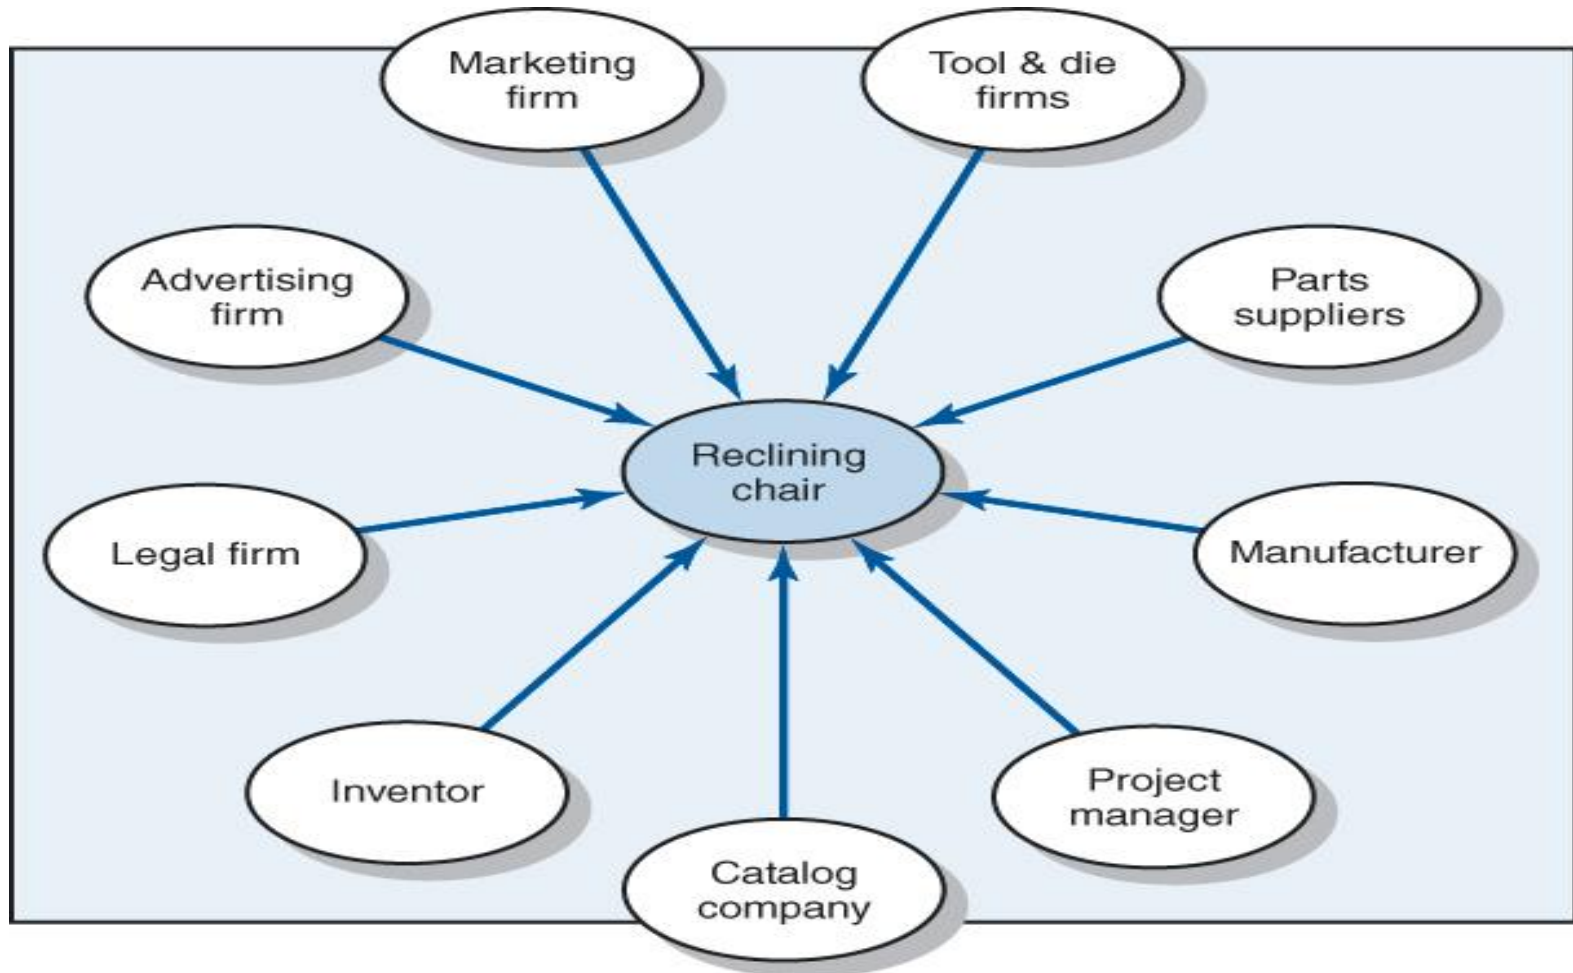 Marketing
firm
Tool & die
firms
Advertising
firm
Parts
suppliers
Reclining
chair
Legal firm
Manufacturer
Inventor
Project
manager
Catalog
company